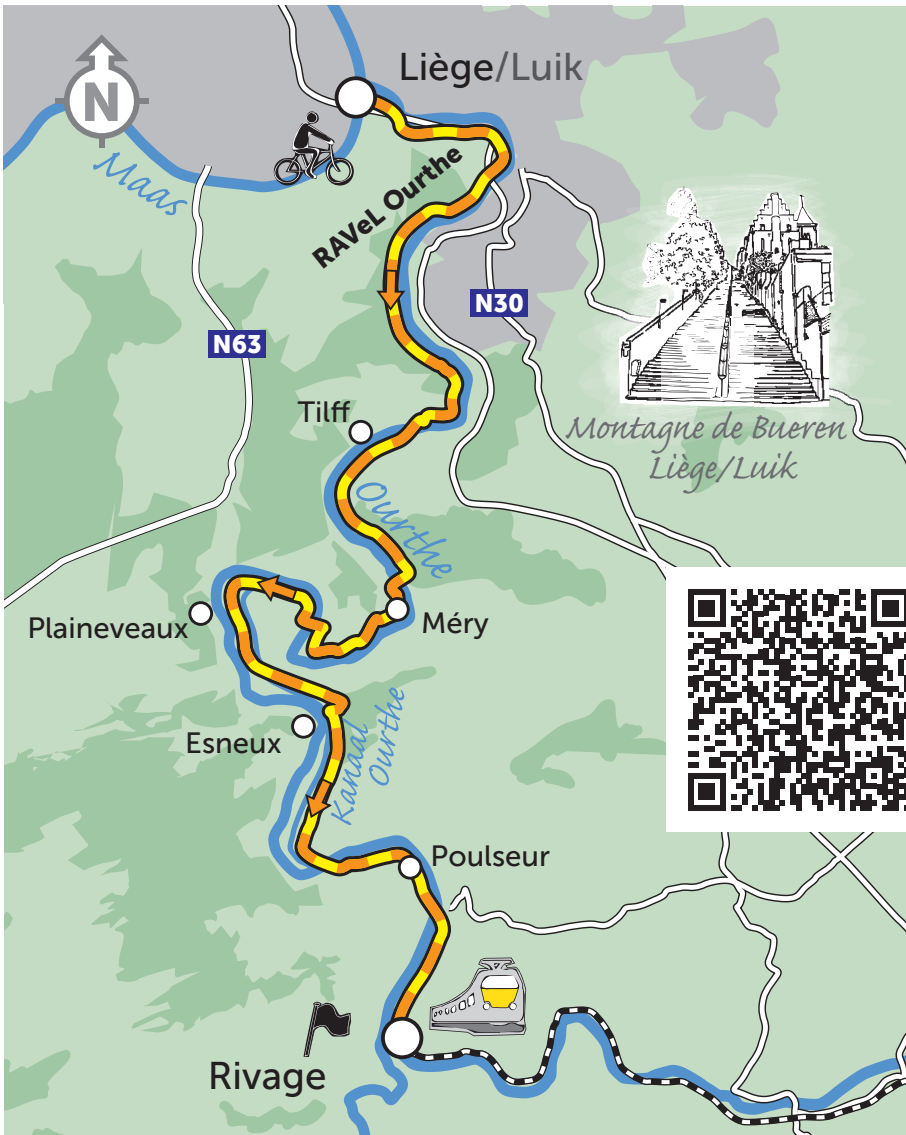 Liège/Luik
N
Maas
RAVeL Ourthe
N30
N63
Tilff
Montagne de Bueren
Liège/Luik
Ourthe
Plaineveaux
Méry
Esneux
Kanaal
Ourthe
Poulseur
Rivage